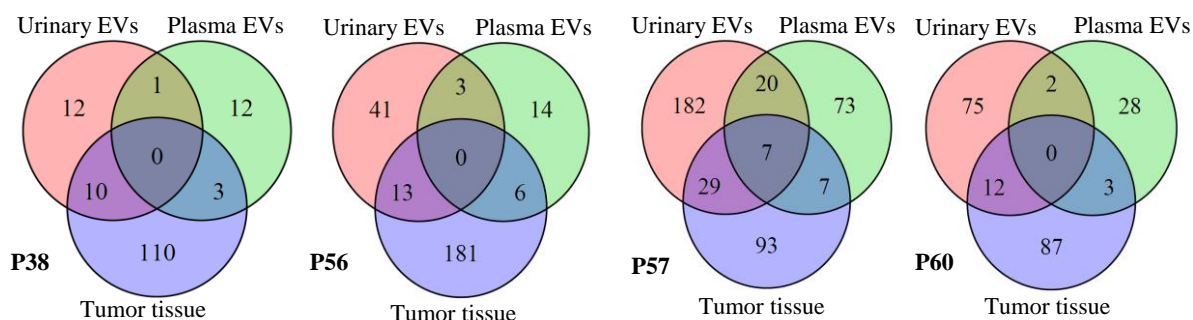 Urinary EVs Plasma EVs
12 1 12
0
10 3
110
P38
Tumor tissue
Urinary EVs Plasma EVs
41 3 14
0
13 6
181
P56
Tumor tissue
Urinary EVs Plasma EVs
182 20 73
7
29 7
93
P57
Tumor tissue
Urinary EVs Plasma EVs
75 2 28
0
12 3
87
P60
Tumor tissue